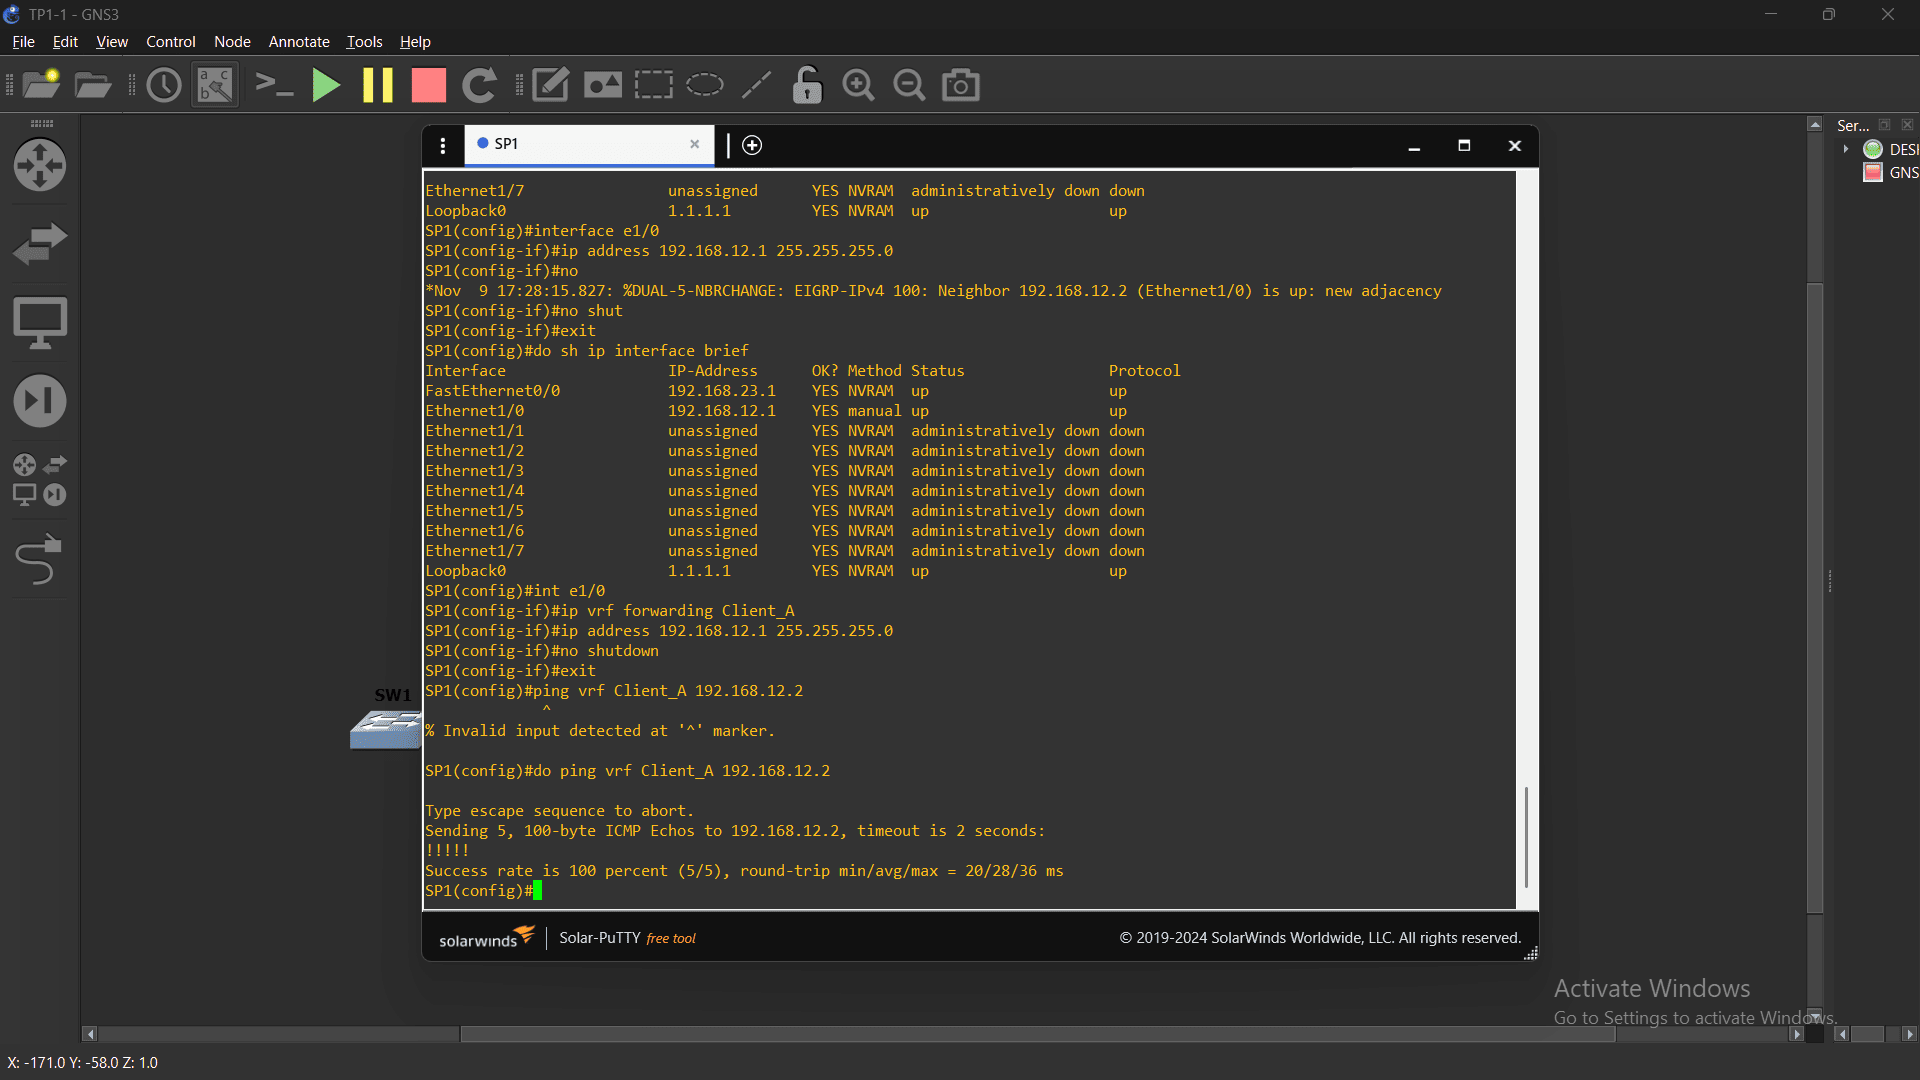 TP1-1 - GNS3
File Edit View Control Node Annotate Tools Help
SP1
Ser...
DES
GNS
Ethernet1/7 unassigned YES NVRAM administratively down down
Loopback0 1.1.1.1 YES NVRAM up up
SP1(config)#interface e1/0
SP1(config-if)#ip address 192.168.12.1 255.255.255.0
SP1(config-if)#no
*Nov 9 17:28:15.827: %DUAL-5-NBRCHANGE: EIGRP-IPv4 100: Neighbor 192.168.12.2 (Ethernet1/0) is up: new adjacency
SP1(config-if)#no shut
SP1(config-if)#exit
SP1(config)#do sh ip interface brief
Interface IP-Address OK? Method Status Protocol
FastEthernet0/0 192.168.23.1 YES NVRAM up up
Ethernet1/0 192.168.12.1 YES manual up up
Ethernet1/1 unassigned YES NVRAM administratively down down
Ethernet1/2 unassigned YES NVRAM administratively down down
Ethernet1/3 unassigned YES NVRAM administratively down down
Ethernet1/4 unassigned YES NVRAM administratively down down
Ethernet1/5 unassigned YES NVRAM administratively down down
Ethernet1/6 unassigned YES NVRAM administratively down down
Ethernet1/7 unassigned YES NVRAM administratively down down
Loopback0 1.1.1.1 YES NVRAM up up
SP1(config)#int e1/0
SP1(config-if)#ip vrf forwarding Client_A
SP1(config-if)#ip address 192.168.12.1 255.255.255.0
SP1(config-if)#no shutdown
SP1(config-if)#exit
SP1(config)#ping vrf Client_A 192.168.12.2
^
% Invalid input detected at '^' marker.
SP1(config)#do ping vrf Client_A 192.168.12.2
Type escape sequence to abort.
Sending 5, 100-byte ICMP Echos to 192.168.12.2, timeout is 2 seconds:
!!!!!
Success rate is 100 percent (5/5), round-trip min/avg/max = 20/28/36 ms
SP1(config)#
SW1
solarwinds Solar-PuTTY free tool © 2019-2024 SolarWinds Worldwide, LLC. All rights reserved.
Activate Windows
Go to Settings to activate Windows.
X: -171.0 Y: -58.0 Z: 1.0